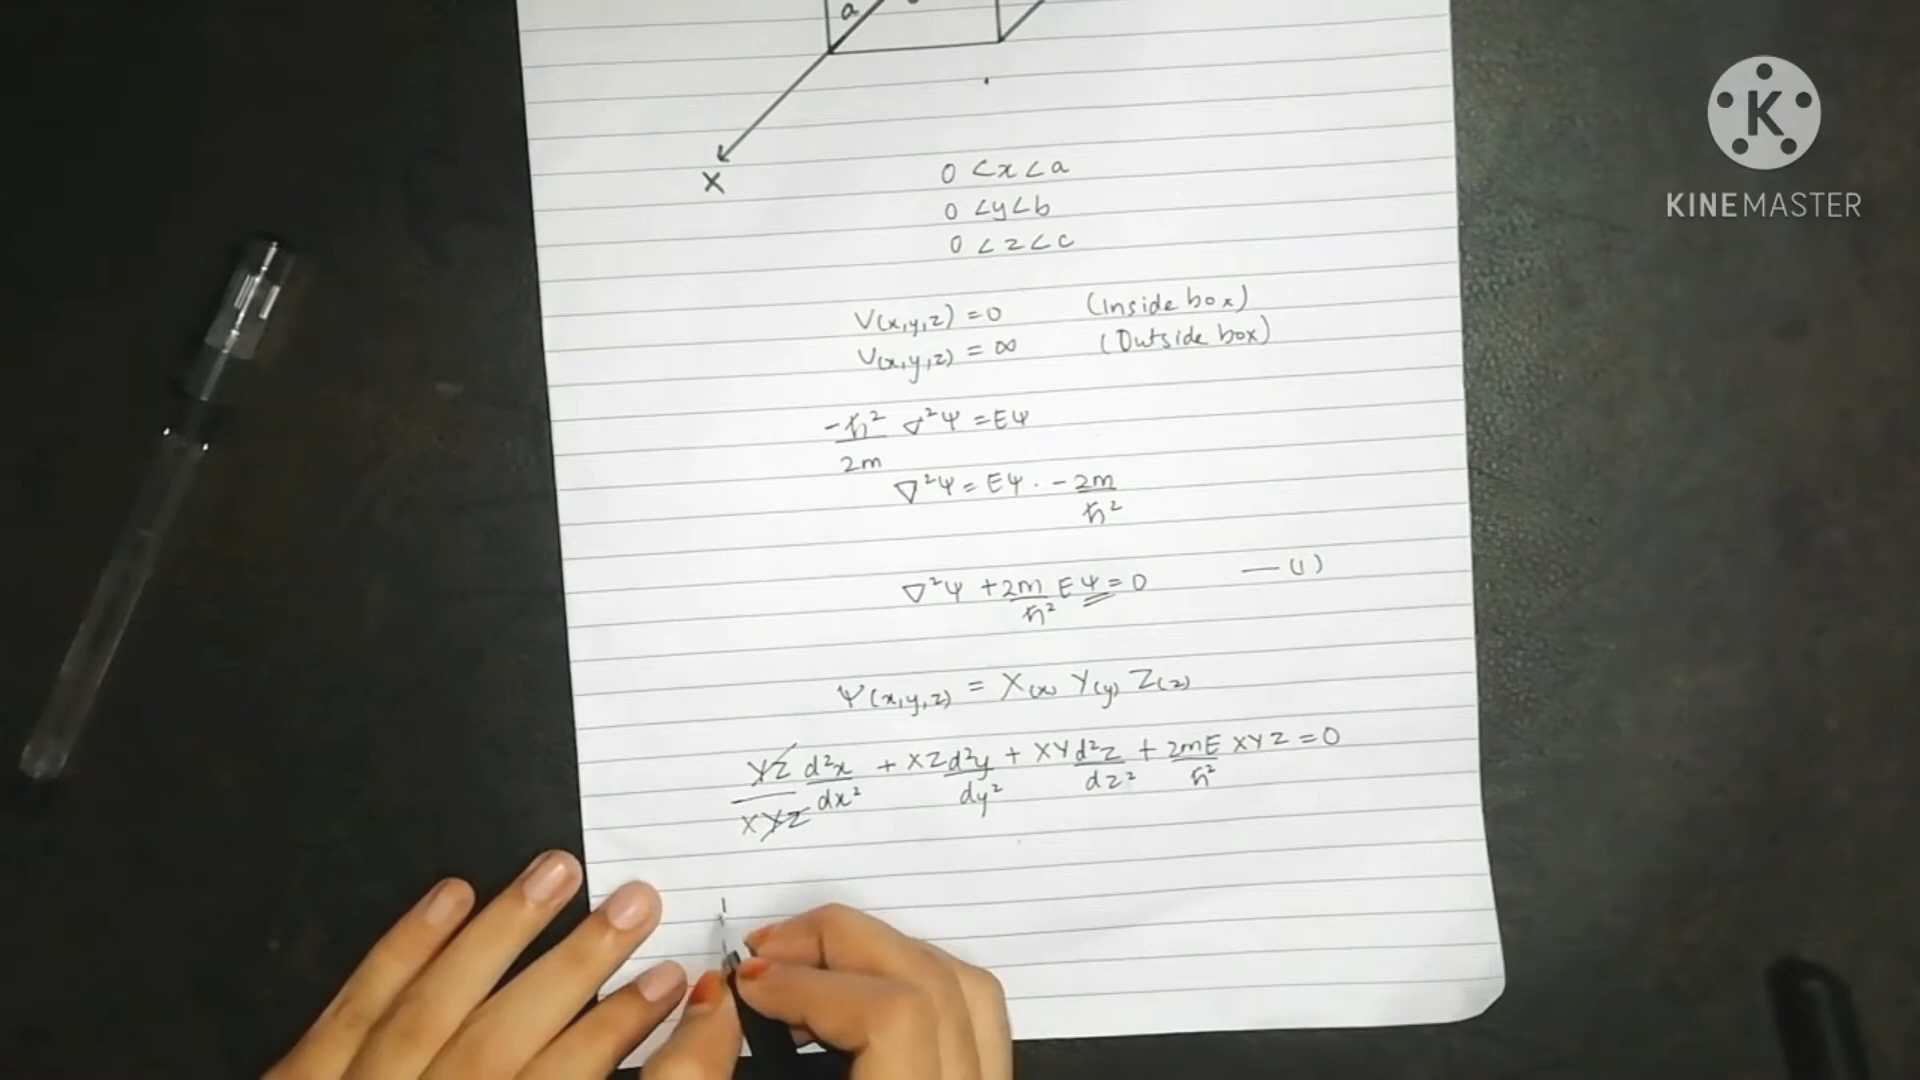 a
X
0 <x<a
0 <y<b
0 <z<c
V(x,y,z) = 0 (Inside box)
V(x,y,z) = ∞ (Outside box)
-ħ²/2m ∇²Ψ = EΨ
∇²Ψ = EΨ · -2m/ħ²
∇²Ψ + 2m/ħ² EΨ = 0 — (1)
Ψ(x,y,z) = X(x) Y(y) Z(z)
YZ/XYZ d²x/dx² + XZ d²y/dy² + XY d²z/dz² + 2mE/ħ² XYZ = 0
1
K
KINEMASTER